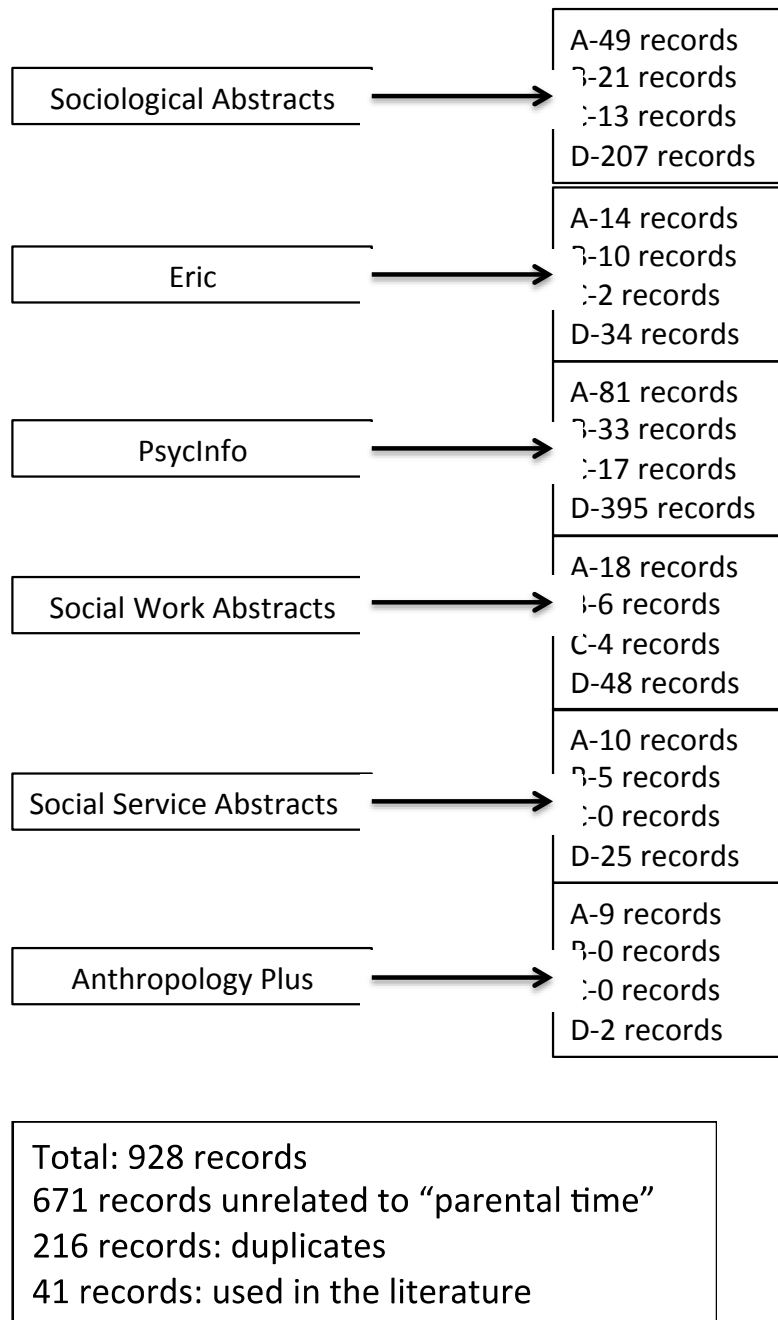 Sociological Abstracts
A-49 records
B-21 records
C-13 records
D-207 records
Eric
A-14 records
B-10 records
C-2 records
D-34 records
PsycInfo
A-81 records
B-33 records
C-17 records
D-395 records
Social Work Abstracts
A-18 records
B-6 records
C-4 records
D-48 records
Social Service Abstracts
A-10 records
B-5 records
C-0 records
D-25 records
Anthropology Plus
A-9 records
B-0 records
C-0 records
D-2 records
Total: 928 records
671 records unrelated to “parental time”
216 records: duplicates
41 records: used in the literature